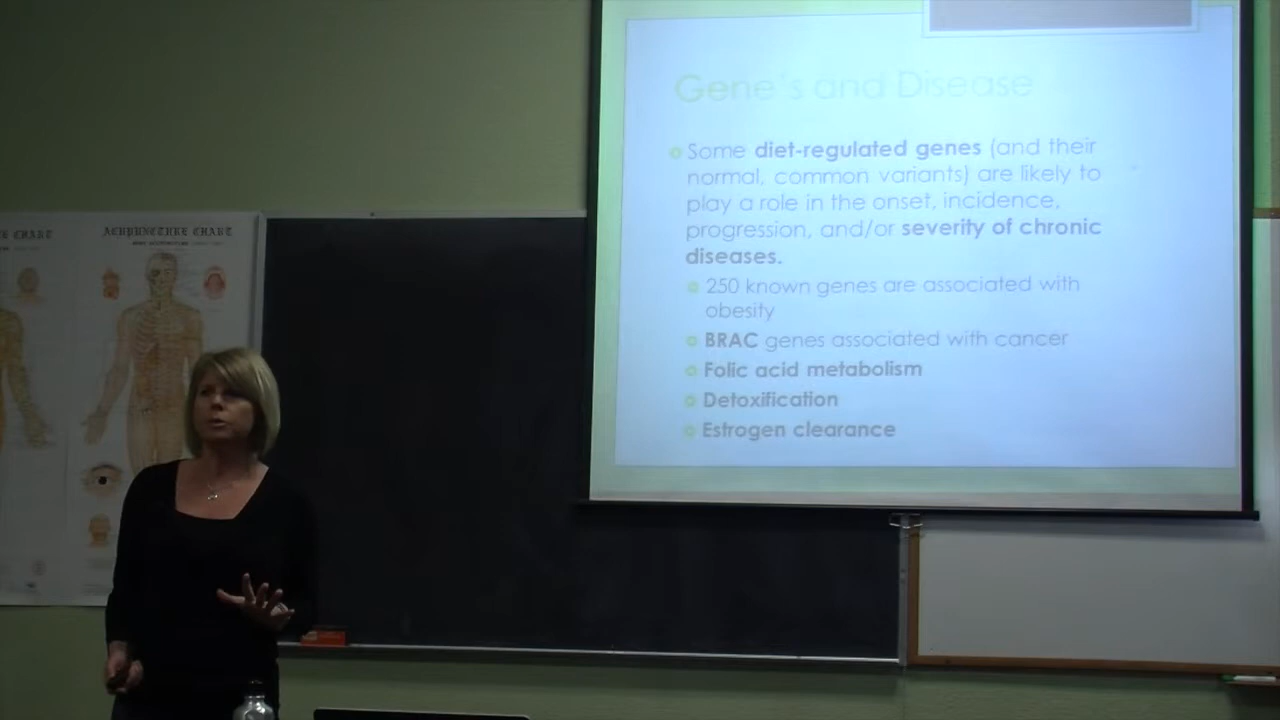 Gene's and Disease
Some diet-regulated genes (and their
normal, common variants) are likely to
play a role in the onset, incidence,
progression, and/or severity of chronic
diseases.
250 known genes are associated with
obesity
BRAC genes associated with cancer
Folic acid metabolism
Detoxification
Estrogen clearance
E CHART
ACUPUNCTURE CHART